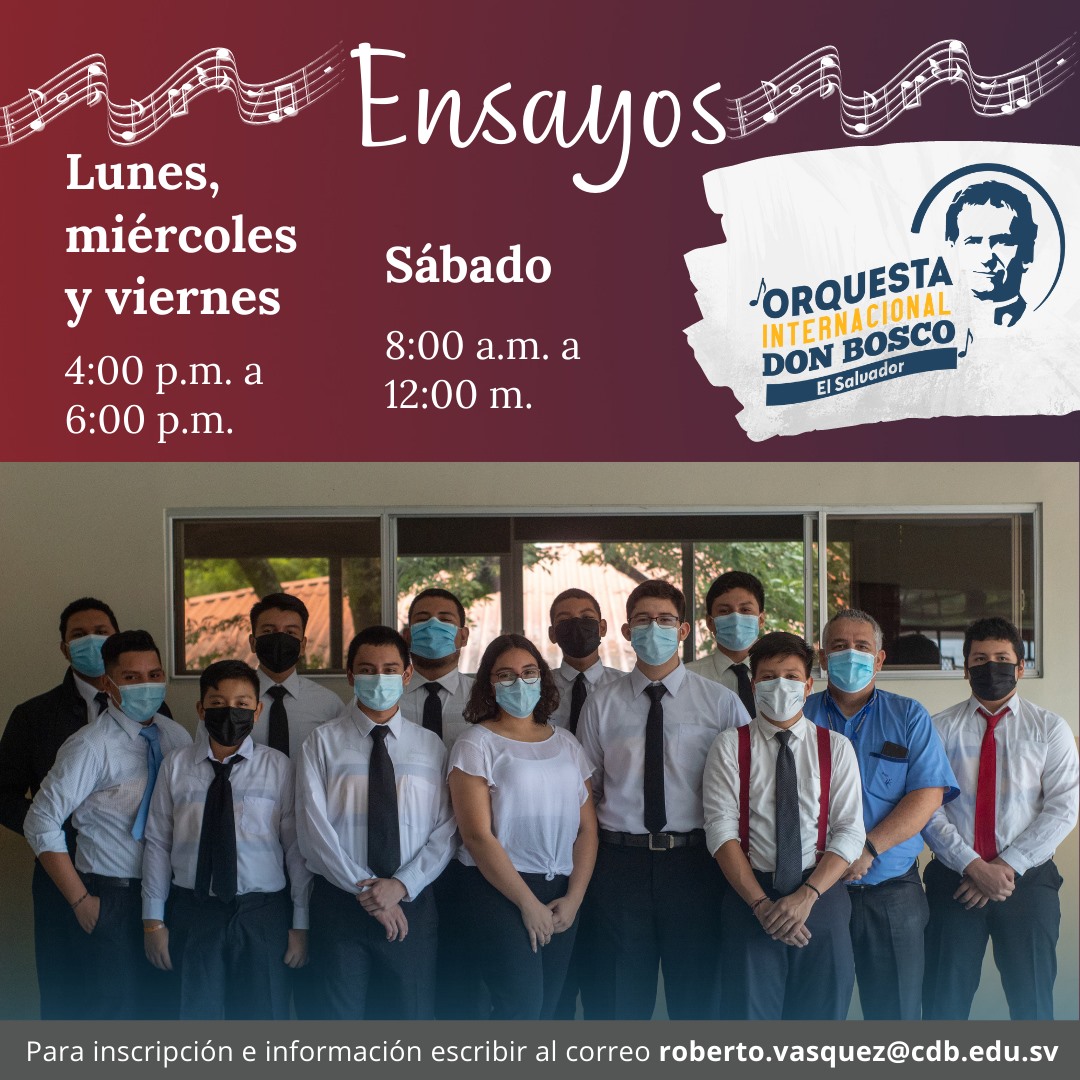 Ensayos
Lunes,
miércoles
y viernes
4:00 p.m. a
6:00 p.m.
Sábado
8:00 a.m. a
12:00 m.
ORQUESTA
INTERNACIONAL
DON BOSCO
El Salvador
Para inscripción e información escribir al correo roberto.vasquez@cdb.edu.sv